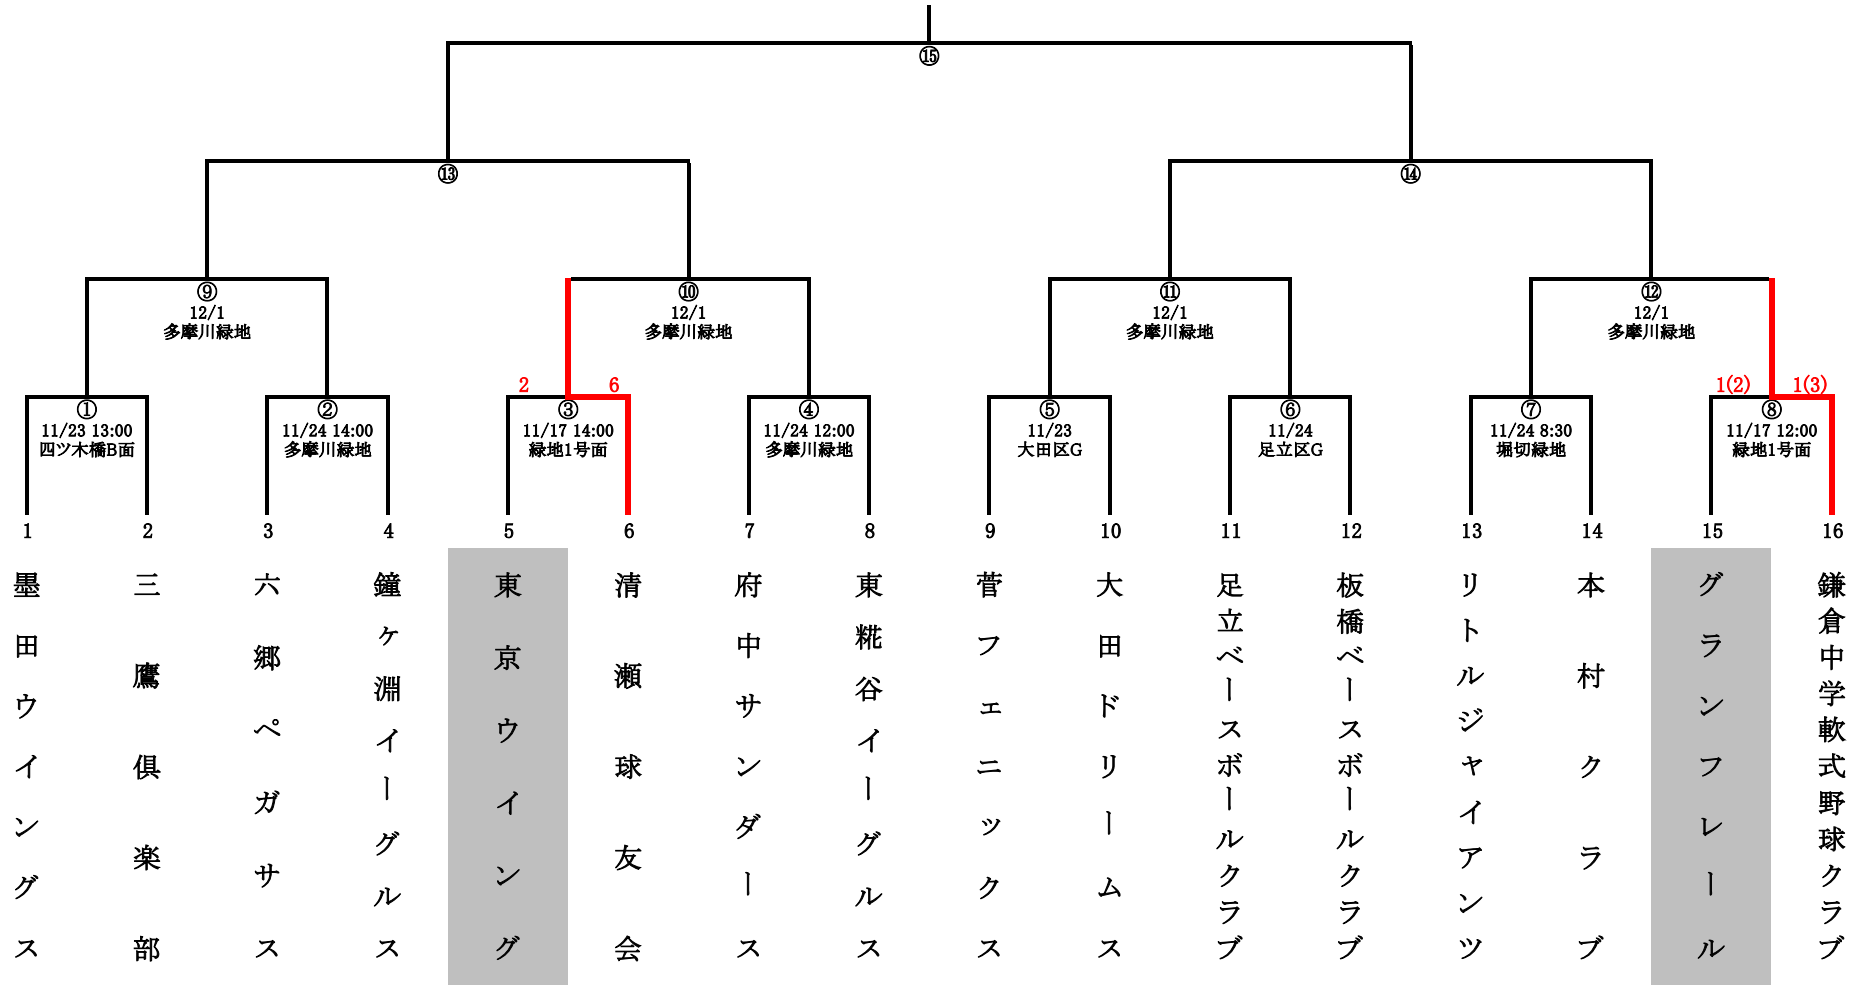 ⑮
⑬
⑭
⑨
12/1
多摩川緑地
⑩
12/1
多摩川緑地
⑪
12/1
多摩川緑地
⑫
12/1
多摩川緑地
2
6
1(2)
1(3)
①
11/23 13:00
四ツ木橋B面
②
11/24 14:00
多摩川緑地
③
11/17 14:00
緑地1号面
④
11/24 12:00
多摩川緑地
⑤
11/23
大田区G
⑥
11/24
足立区G
⑦
11/24 8:30
堀切緑地
⑧
11/17 12:00
緑地1号面
1
墨田ウイングス
2
三鷹倶楽部
3
六郷ペガサス
4
鐘ヶ淵イーグルス
5
東京ウイング
6
清瀬球友会
7
府中サンダース
8
東糀谷イーグルス
9
菅フェニックス
10
大田ドリームス
11
足立ベースボールクラブ
12
板橋ベースボールクラブ
13
リトルジャイアンツ
14
本村クラブ
15
グランフレール
16
鎌倉中学軟式野球クラブ